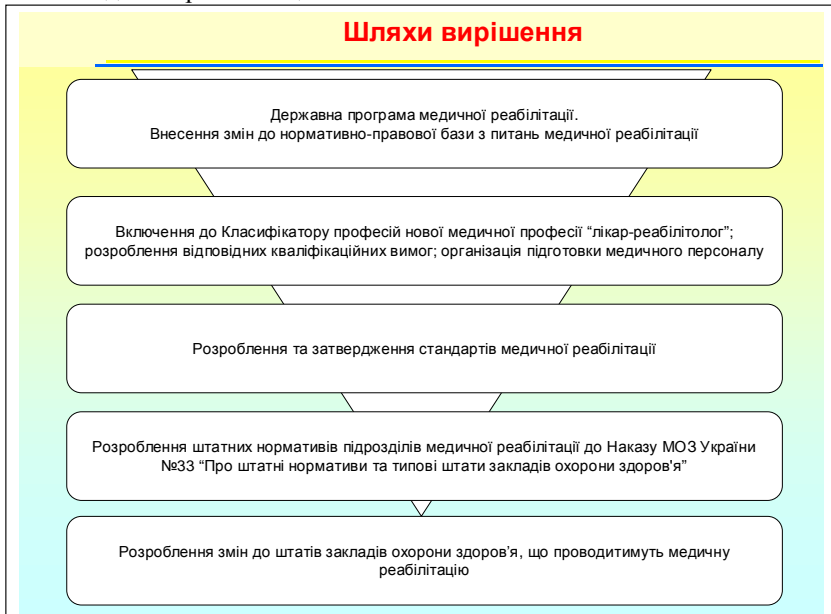 Шляхи вирішення
Державна програма медичної реабілітації.
Внесення змін до нормативно-правової бази з питань медичної реабілітації
Включення до Класифікатору професій нової медичної професії “лікар-реабілітолог”;
розроблення відповідних кваліфікаційних вимог; організація підготовки медичного персоналу
Розроблення та затвердження стандартів медичної реабілітації
Розроблення штатних нормативів підрозділів медичної реабілітації до Наказу МОЗ України
№33 “Про штатні нормативи та типові штати закладів охорони здоров'я”
Розроблення змін до штатів закладів охорони здоров’я, що проводитимуть медичну
реабілітацію